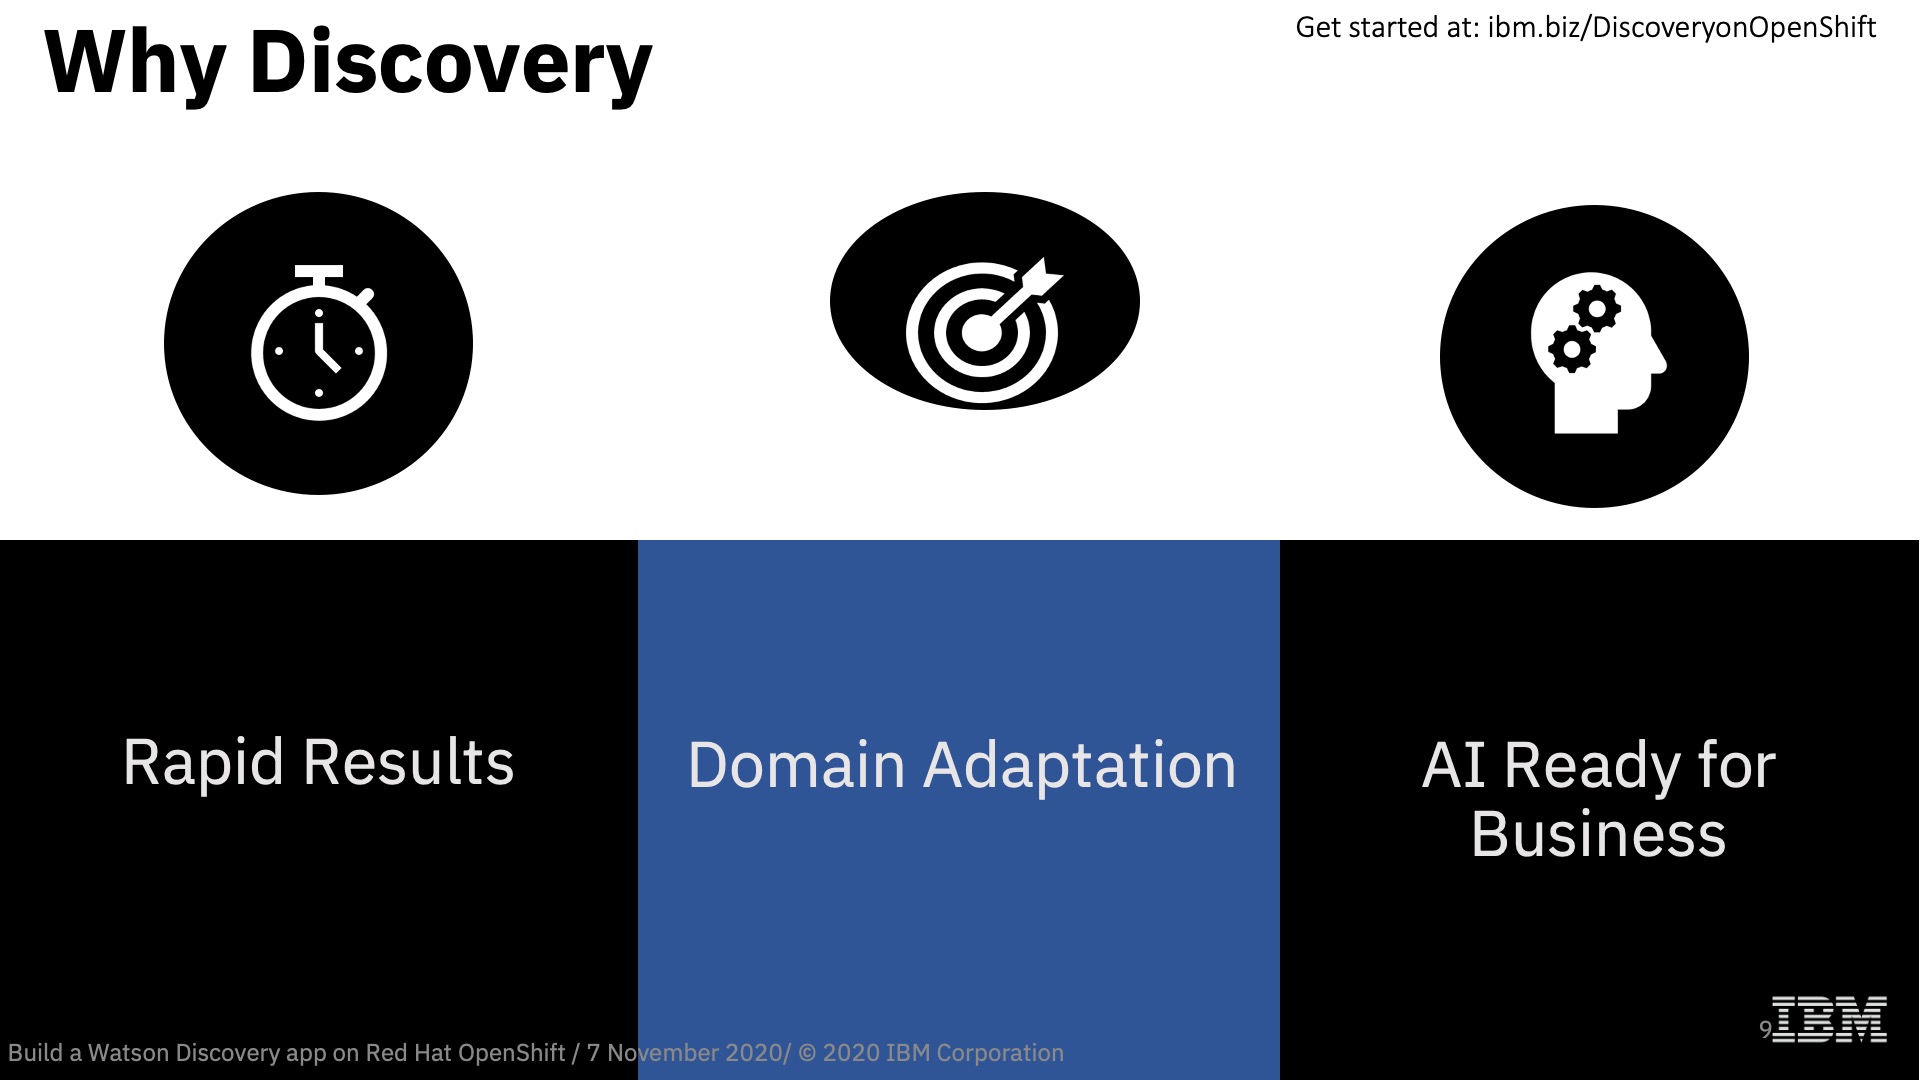 Why Discovery
Get started at: ibm.biz/DiscoveryonOpenShift
Rapid Results
Domain Adaptation
AI Ready for
Business
9
IBM
Build a Watson Discovery app on Red Hat OpenShift / 7 November 2020/ © 2020 IBM Corporation